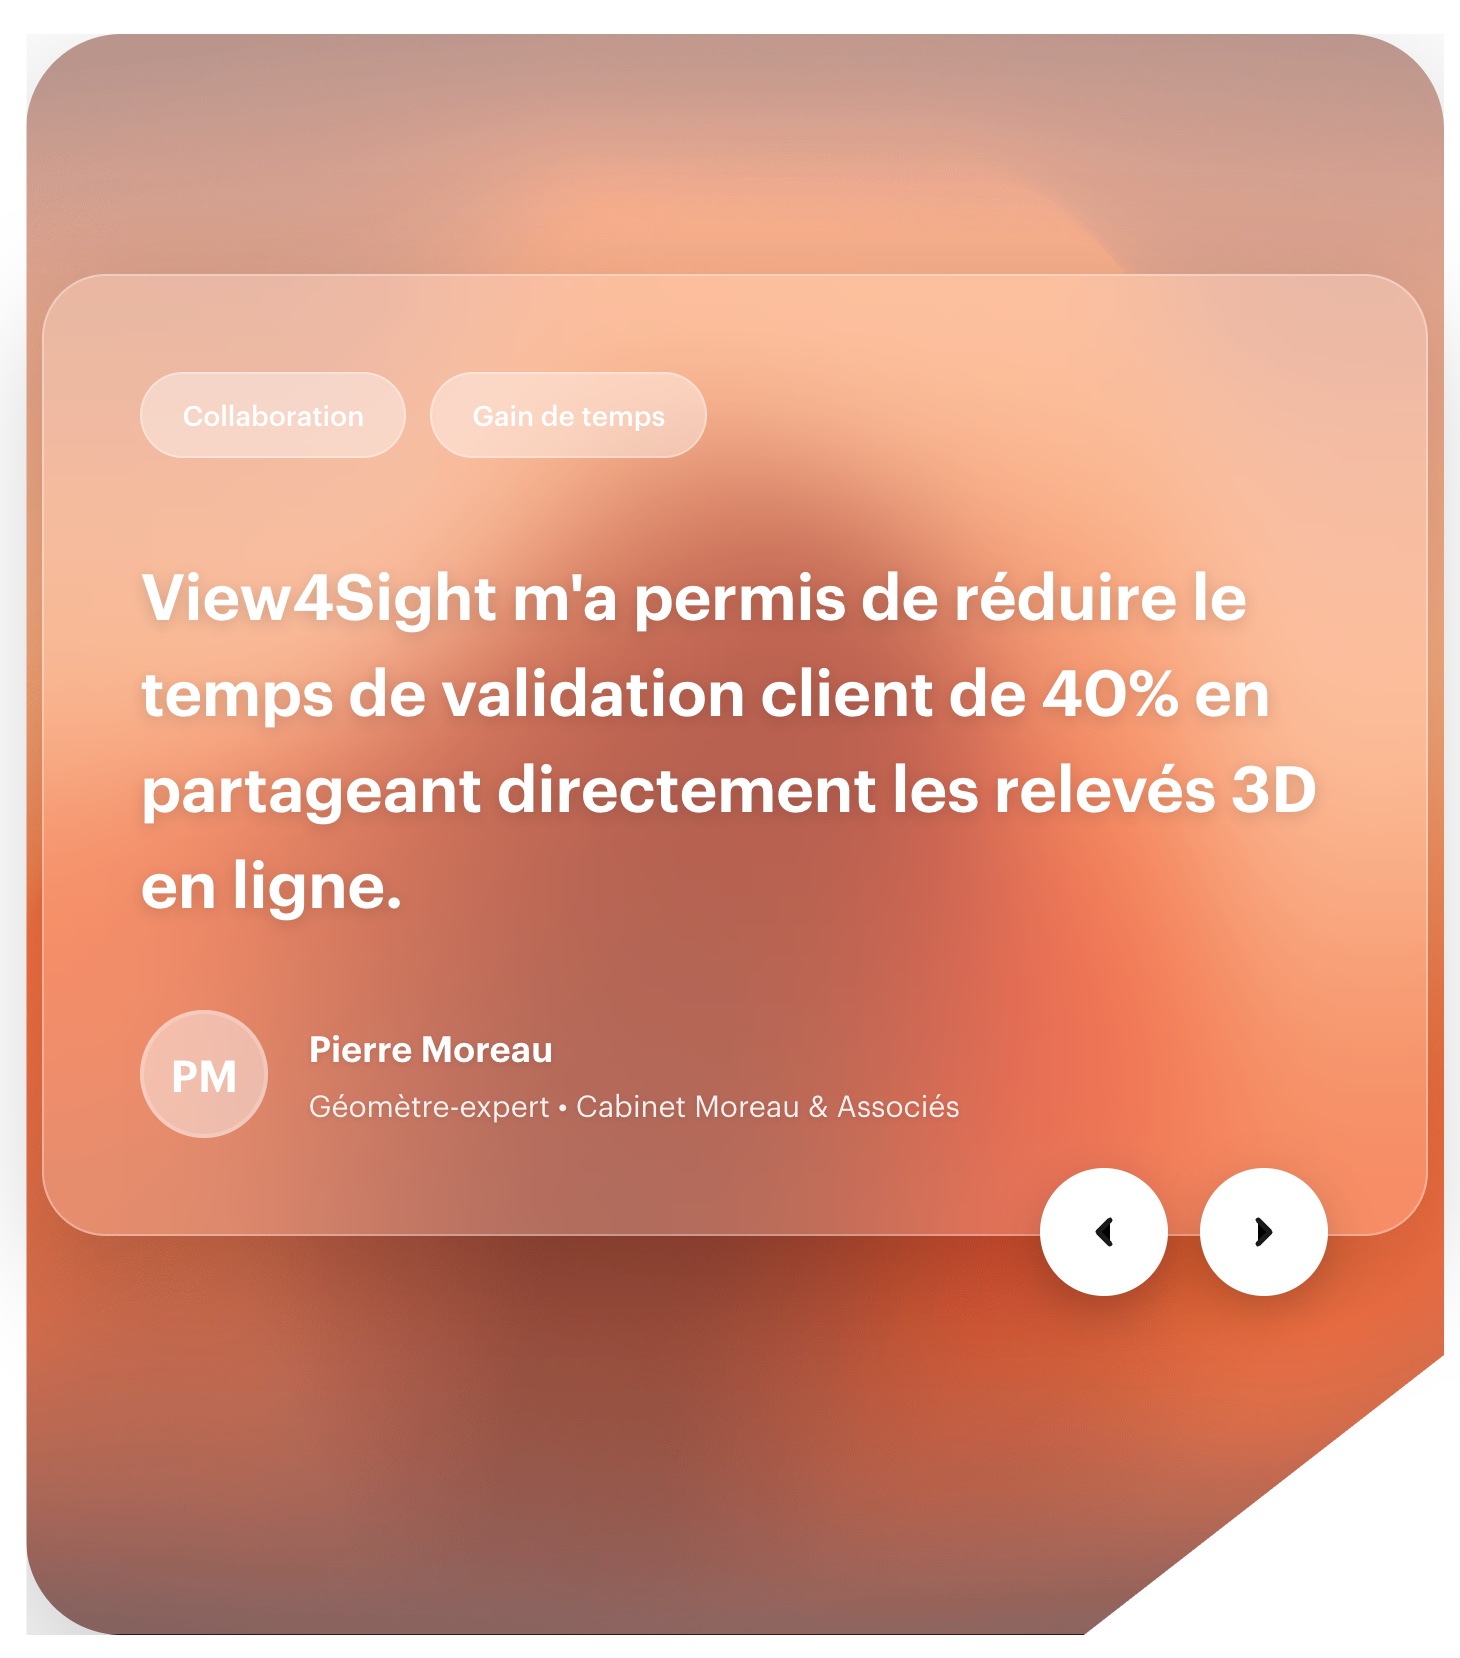 Collaboration
Gain de temps
View4Sight m'a permis de réduire le
temps de validation client de 40% en
partageant directement les relevés 3D
en ligne.
PM
Pierre Moreau
Géomètre-expert • Cabinet Moreau & Associés